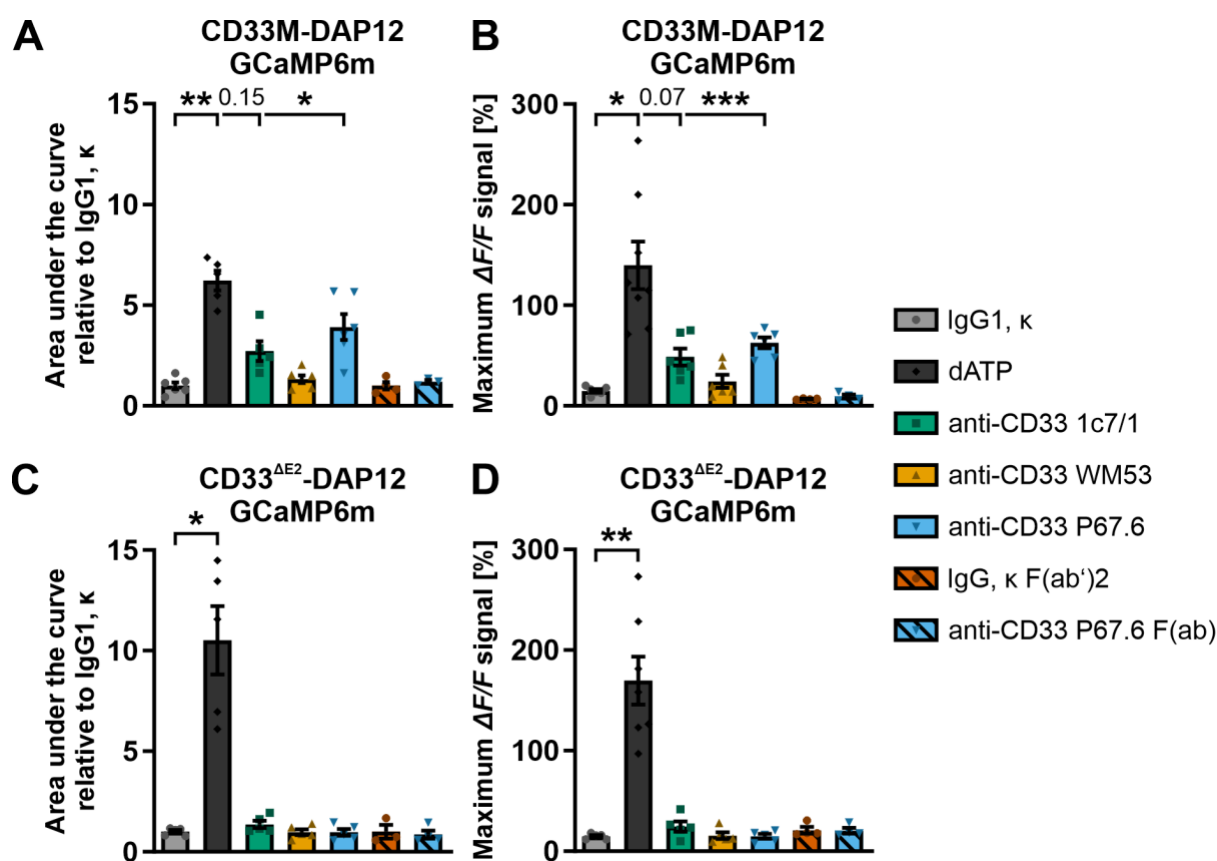 A
CD33M-DAP12
GCaMP6m
Area under the curve
relative to IgG1, κ
15
10
5
0
**
0.15
*
B
CD33M-DAP12
GCaMP6m
Maximum ΔF/F signal [%]
300
200
100
0
*
0.07
***
C
CD33ΔE2-DAP12
GCaMP6m
Area under the curve
relative to IgG1, κ
15
10
5
0
*
D
CD33ΔE2-DAP12
GCaMP6m
Maximum ΔF/F signal [%]
300
200
100
0
**
IgG1, κ
dATP
anti-CD33 1c7/1
anti-CD33 WM53
anti-CD33 P67.6
IgG, κ F(ab‘)2
anti-CD33 P67.6 F(ab)